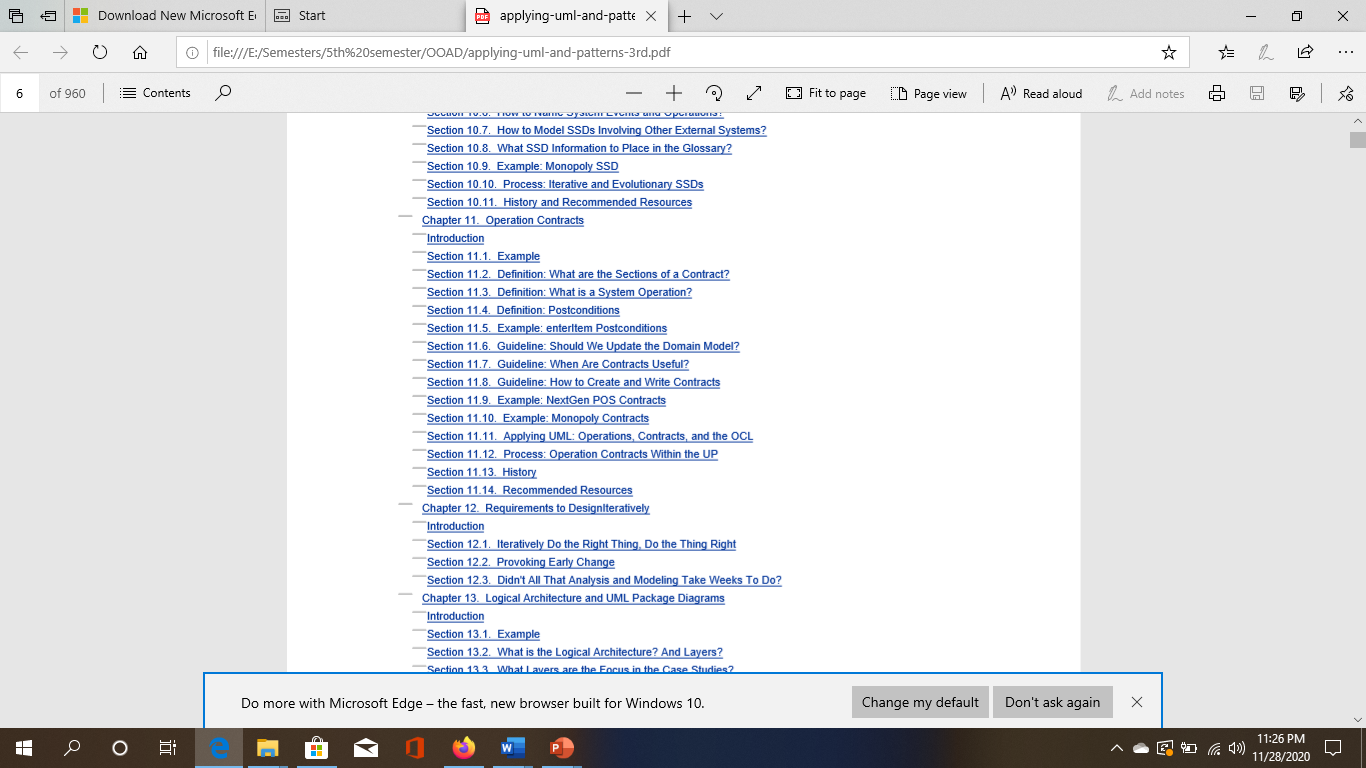 Download New Microsoft E
Start
applying-uml-and-patte
file:///E:/Semesters/5th%20semester/OOAD/applying-uml-and-patterns-3rd.pdf
6 of 960 Contents Fit to page Page view Read aloud Add notes
Section 10.6. How to Name System Events and Operations?
Section 10.7. How to Model SSDs Involving Other External Systems?
Section 10.8. What SSD Information to Place in the Glossary?
Section 10.9. Example: Monopoly SSD
Section 10.10. Process: Iterative and Evolutionary SSDs
Section 10.11. History and Recommended Resources
Chapter 11. Operation Contracts
Introduction
Section 11.1. Example
Section 11.2. Definition: What are the Sections of a Contract?
Section 11.3. Definition: What is a System Operation?
Section 11.4. Definition: Postconditions
Section 11.5. Example: enterItem Postconditions
Section 11.6. Guideline: Should We Update the Domain Model?
Section 11.7. Guideline: When Are Contracts Useful?
Section 11.8. Guideline: How to Create and Write Contracts
Section 11.9. Example: NextGen POS Contracts
Section 11.10. Example: Monopoly Contracts
Section 11.11. Applying UML: Operations, Contracts, and the OCL
Section 11.12. Process: Operation Contracts Within the UP
Section 11.13. History
Section 11.14. Recommended Resources
Chapter 12. Requirements to DesignIteratively
Introduction
Section 12.1. Iteratively Do the Right Thing, Do the Thing Right
Section 12.2. Provoking Early Change
Section 12.3. Didn't All That Analysis and Modeling Take Weeks To Do?
Chapter 13. Logical Architecture and UML Package Diagrams
Introduction
Section 13.1. Example
Section 13.2. What is the Logical Architecture? And Layers?
Section 13.3. What Layers are the Focus in the Case Studies?
Do more with Microsoft Edge – the fast, new browser built for Windows 10.
Change my default
Don't ask again
11:26 PM
11/28/2020